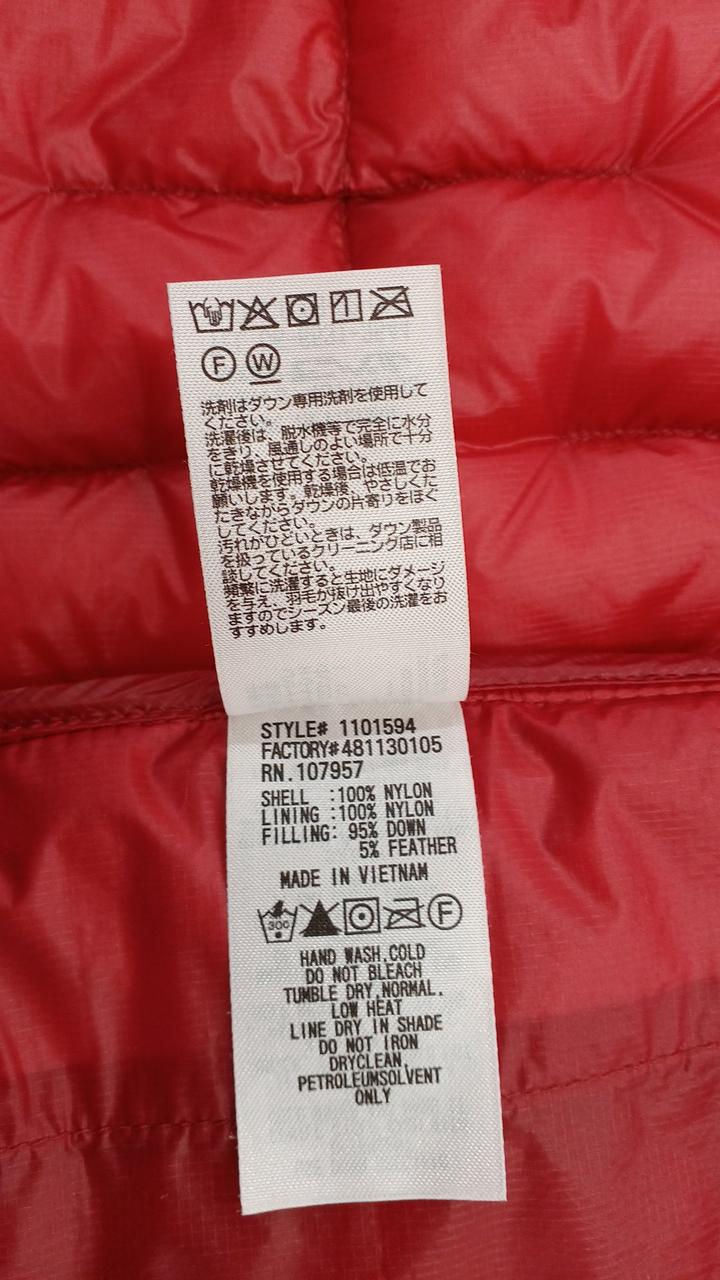 F W
洗剤はダウン専用洗剤を使用して
ください。
洗濯後は、脱水機等で完全に水分
をきり、風通しのよい場所で十分
に乾燥させてください。
乾燥機を使用する場合は低温でお
願いします。乾燥後、やさしくた
たきながらダウンの片寄りをほぐ
してください。
汚れがひどいときは、ダウン製品
を扱っているクリーニング店に相
談してください。
頻繁に洗濯すると生地にダメージ
を与え、羽毛が抜け出やすくなり
ますのでシーズン最後の洗濯をお
すすめします。
STYLE# 1101594
FACTORY#481130105
RN.107957
SHELL :100% NYLON
LINING :100% NYLON
FILLING: 95% DOWN
5% FEATHER
MADE IN VIETNAM
30C F
HAND WASH,COLD
DO NOT BLEACH
TUMBLE DRY,NORMAL.
LOW HEAT
LINE DRY IN SHADE
DO NOT IRON
DRYCLEAN,
PETROLEUMSOLVENT
ONLY